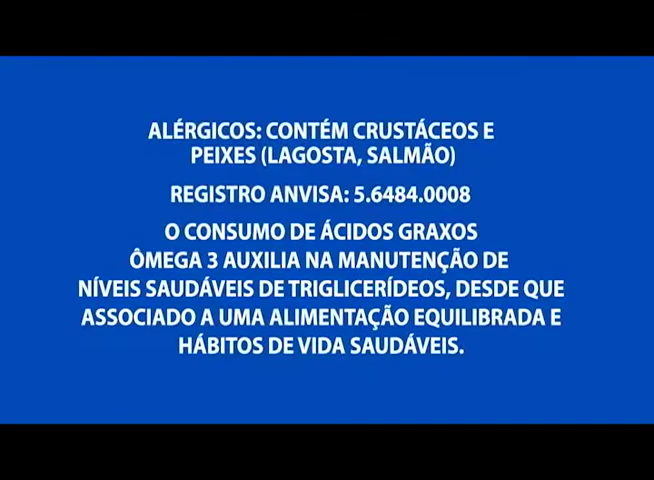 ALÉRGICOS: CONTÉM CRUSTÁCEOS E
PEIXES (LAGOSTA, SALMÃO)
REGISTRO ANVISA: 5.6484.0008
O CONSUMO DE ÁCIDOS GRAXOS
ÔMEGA 3 AUXILIA NA MANUTENÇÃO DE
NÍVEIS SAUDÁVEIS DE TRIGLICERÍDEOS, DESDE QUE
ASSOCIADO A UMA ALIMENTAÇÃO EQUILIBRADA E
HÁBITOS DE VIDA SAUDÁVEIS.